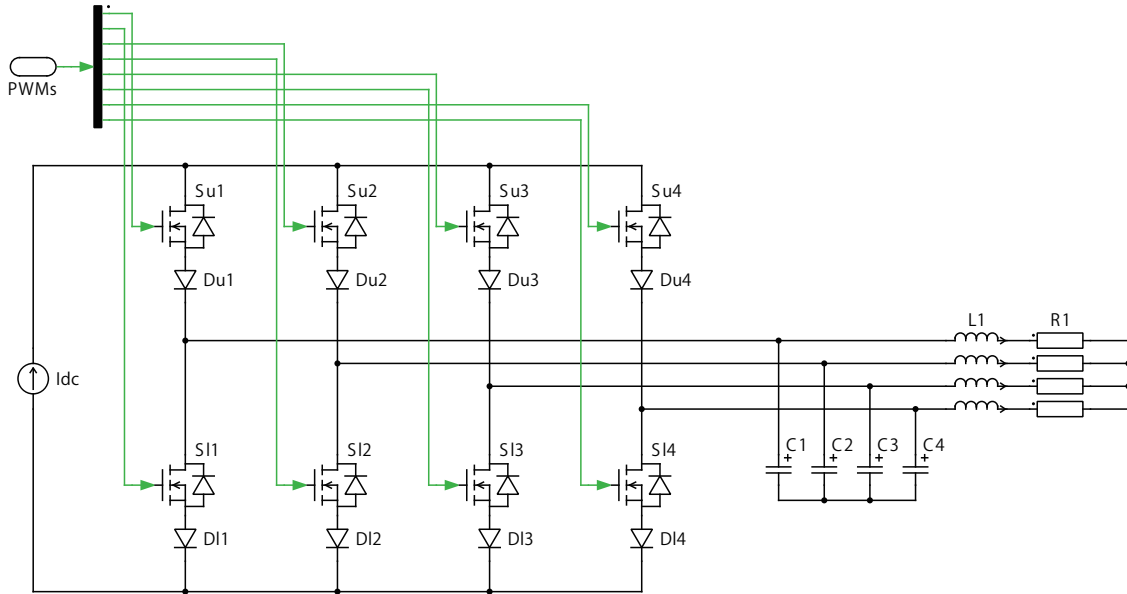 PWMs
Su1 Su2 Su3 Su4
Du1 Du2 Du3 Du4
L1 R1
Idc
Sl1 Sl2 Sl3 Sl4
C1 C2 C3 C4
Dl1 Dl2 Dl3 Dl4